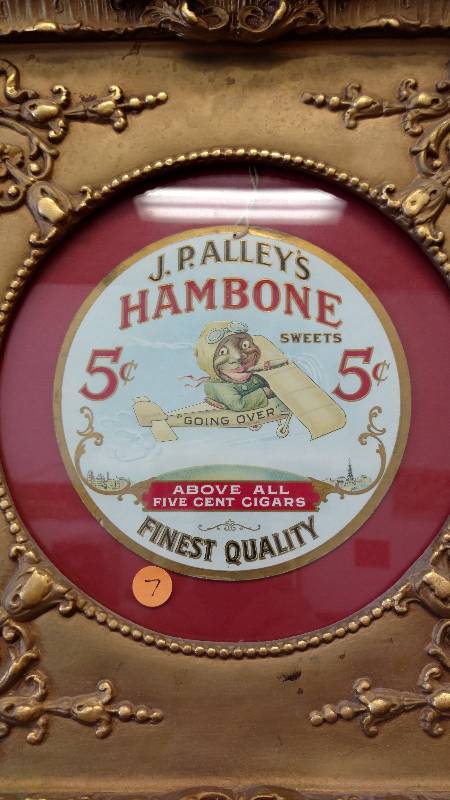 J.P. ALLEY'S
HAMBONE
SWEETS
5¢ 5¢
"GOING OVER"
ABOVE ALL
FIVE CENT CIGARS
FINEST QUALITY
7